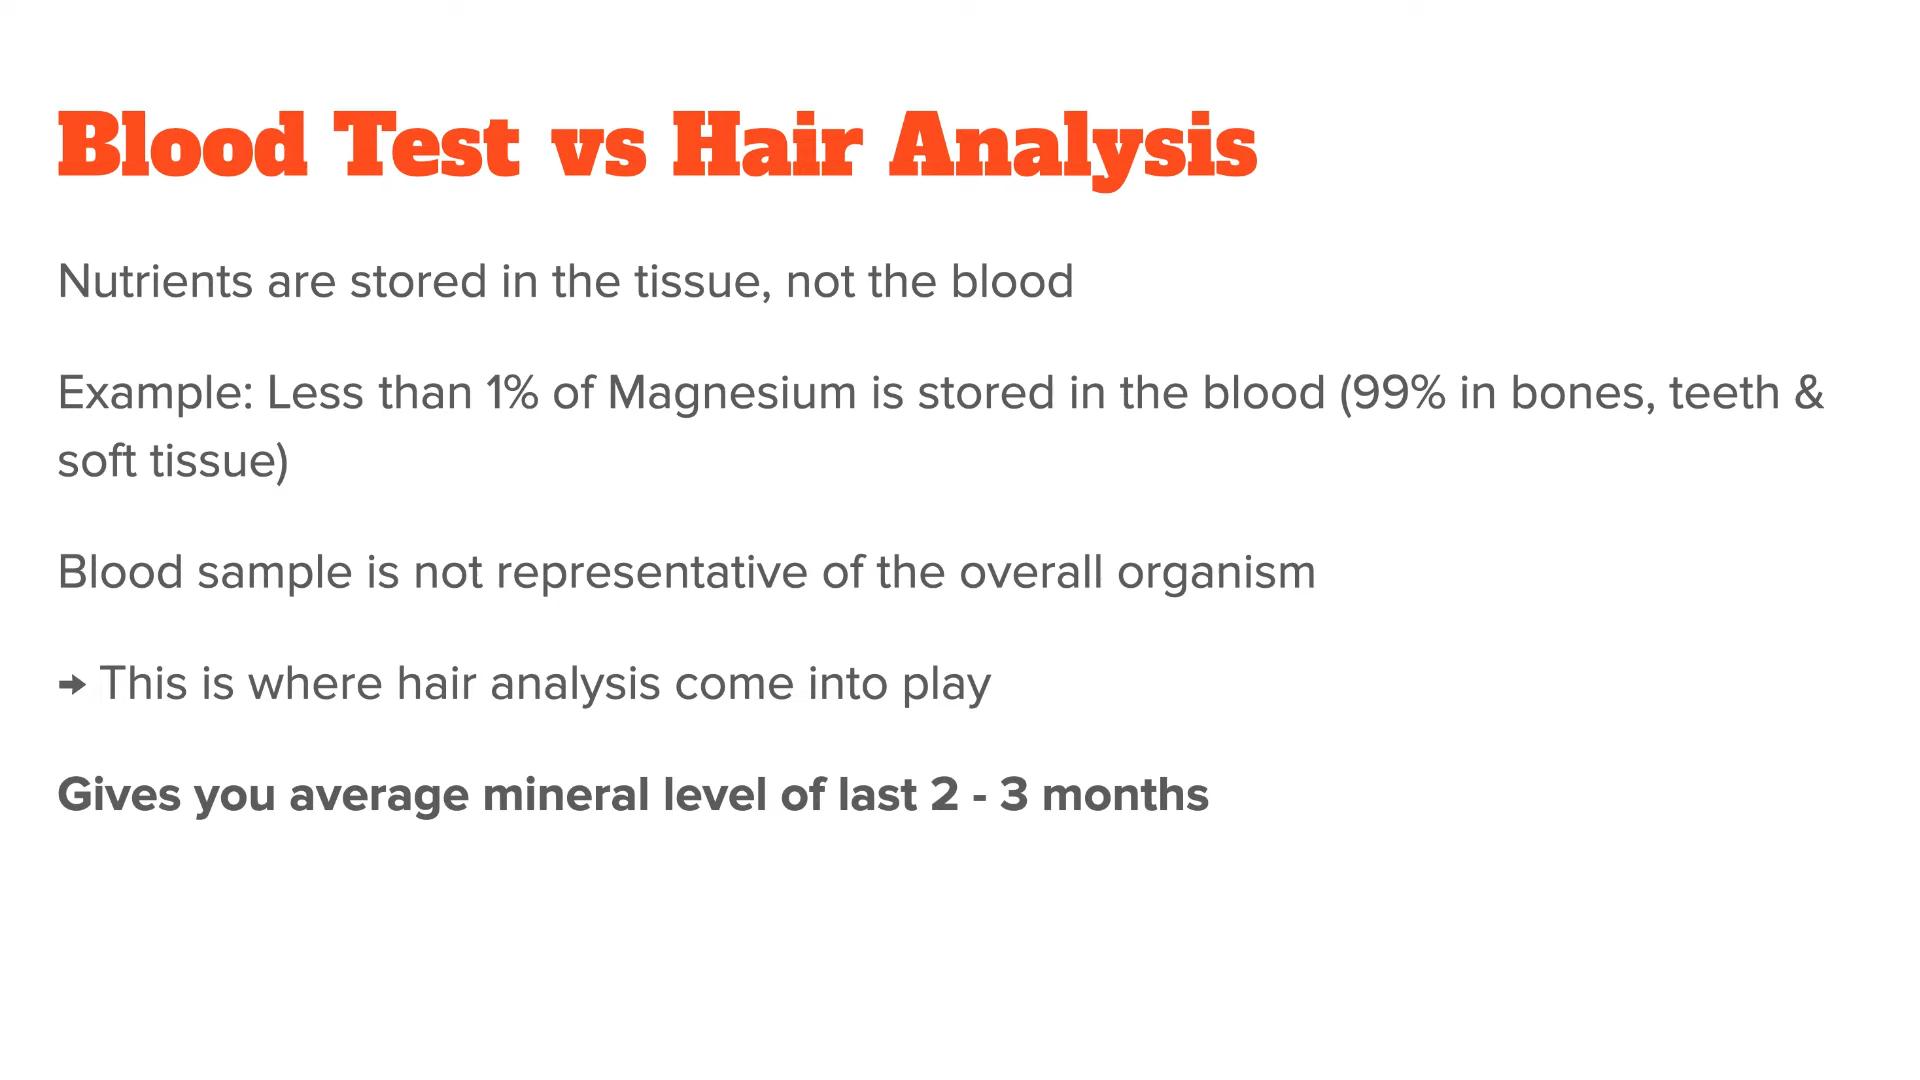 Blood Test vs Hair Analysis
Nutrients are stored in the tissue, not the blood
Example: Less than 1% of Magnesium is stored in the blood (99% in bones, teeth &
soft tissue)
Blood sample is not representative of the overall organism
➜ This is where hair analysis come into play
Gives you average mineral level of last 2 - 3 months